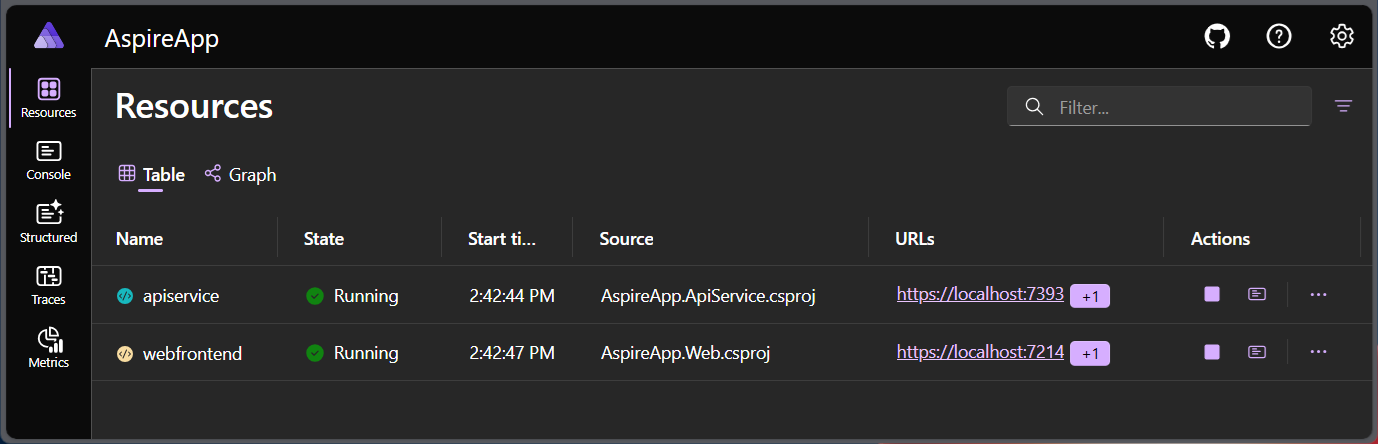 AspireApp
Resources
Console
Structured
Traces
Metrics
Resources
Filter...
Table Graph
Name State Start ti... Source URLs Actions
apiservice Running 2:42:44 PM AspireApp.ApiService.csproj https://localhost:7393 +1
webfrontend Running 2:42:47 PM AspireApp.Web.csproj https://localhost:7214 +1